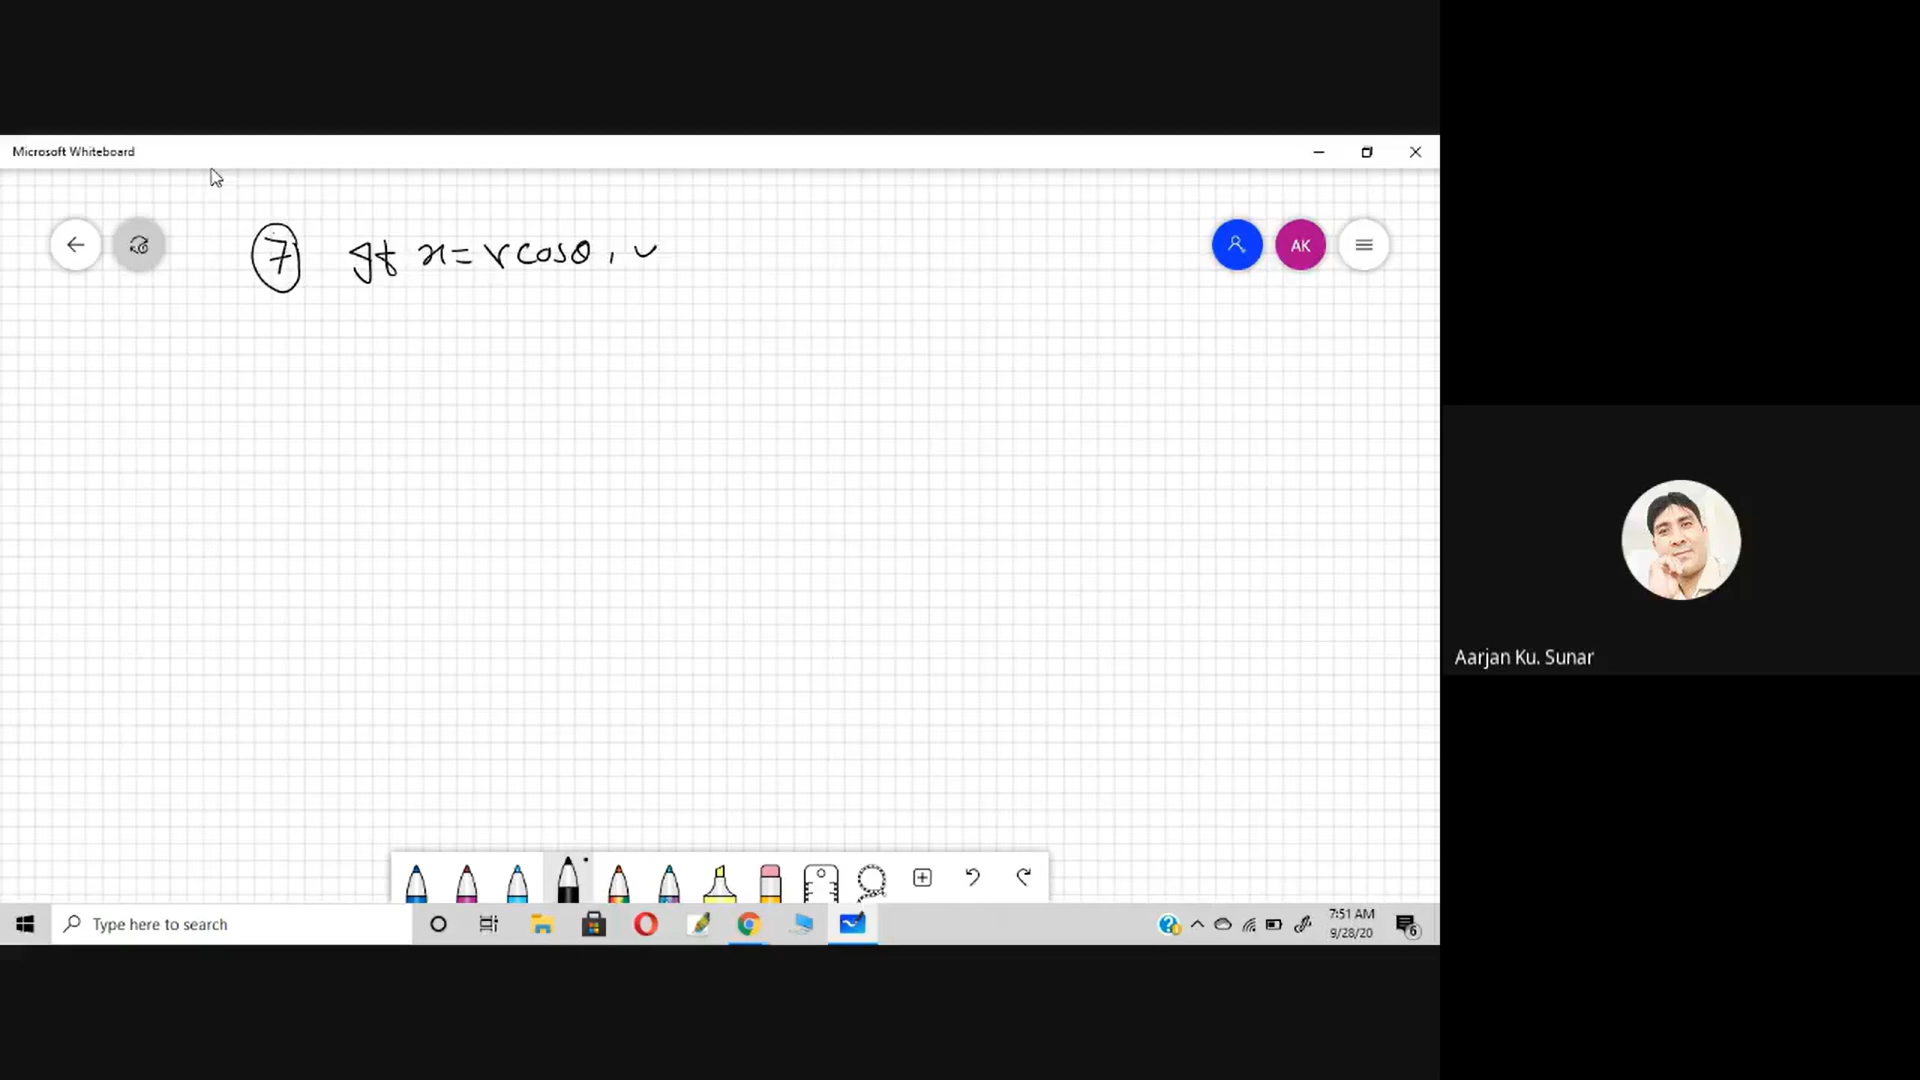 Microsoft Whiteboard
⑦ If x = r cosθ,
AK
Aarjan Ku. Sunar
Type here to search
7:51 AM
9/28/20
6